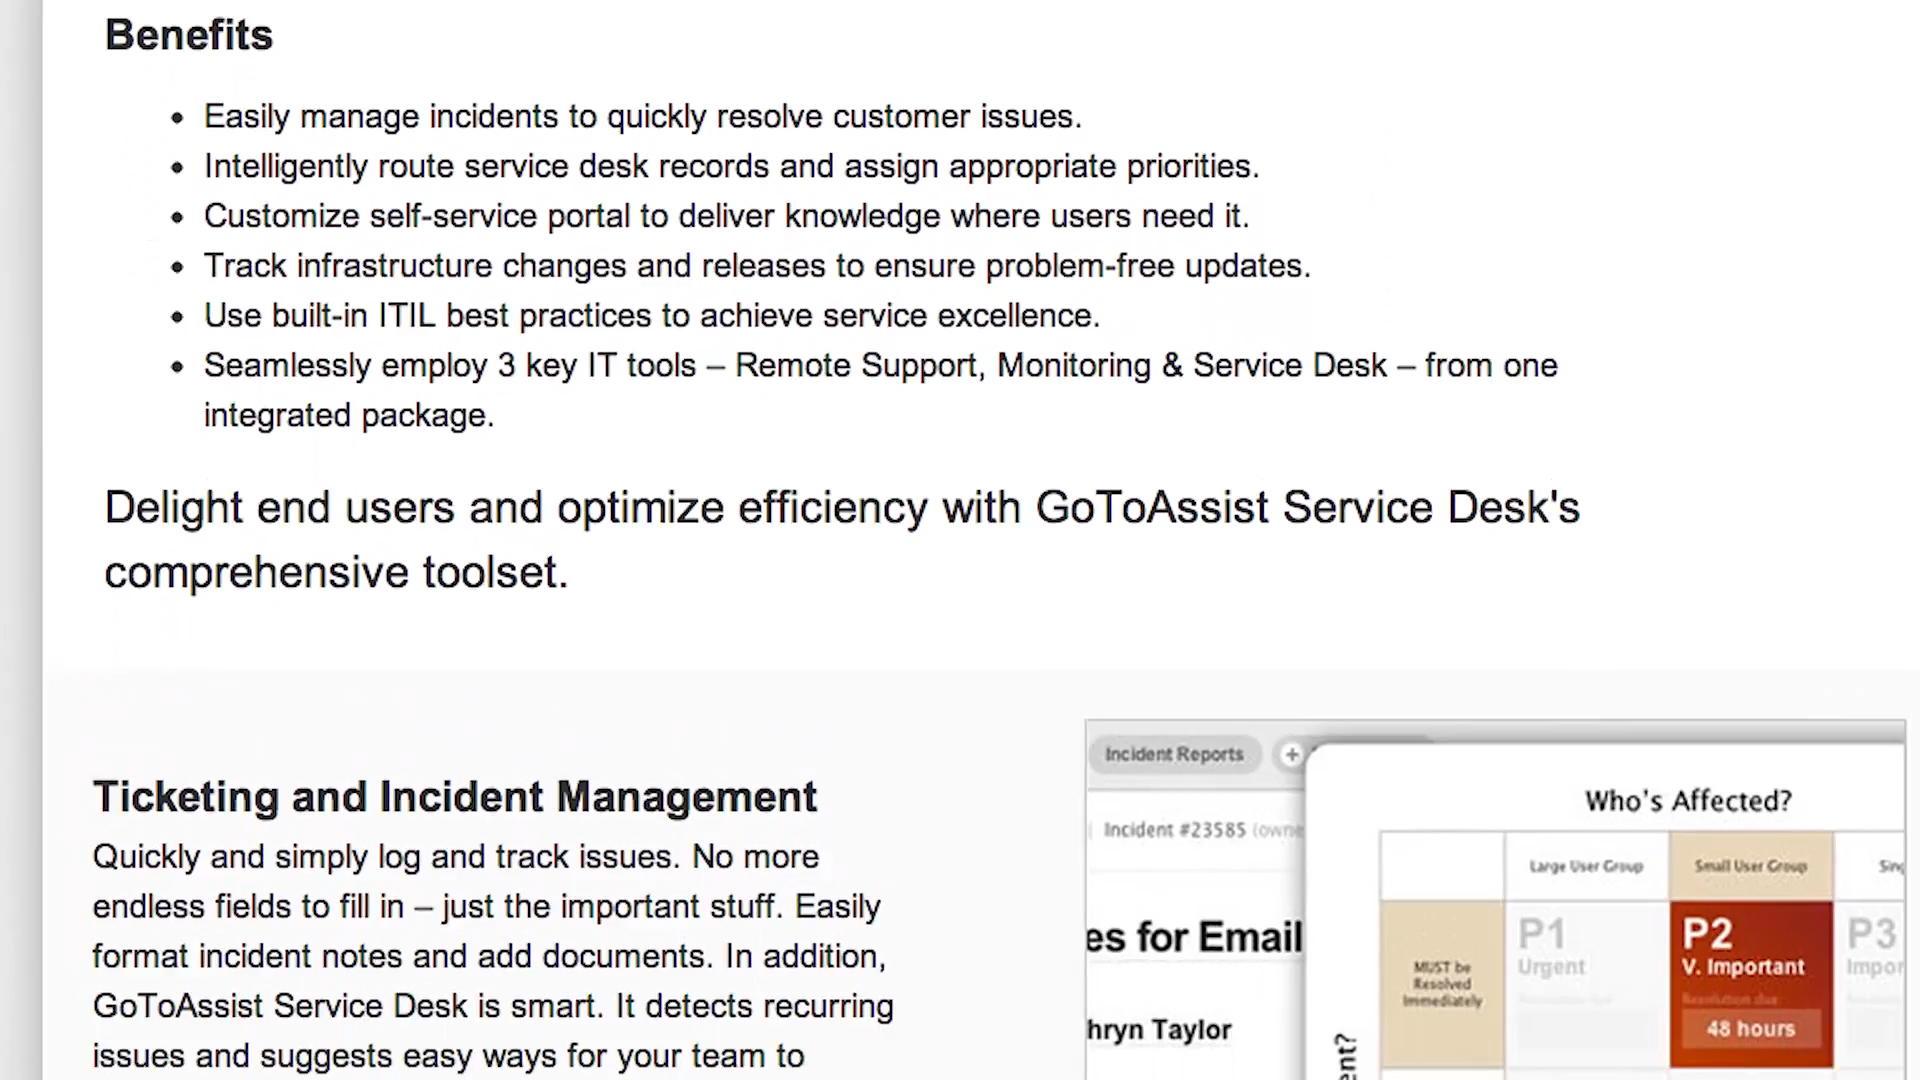 Benefits
Easily manage incidents to quickly resolve customer issues.
Intelligently route service desk records and assign appropriate priorities.
Customize self-service portal to deliver knowledge where users need it.
Track infrastructure changes and releases to ensure problem-free updates.
Use built-in ITIL best practices to achieve service excellence.
Seamlessly employ 3 key IT tools – Remote Support, Monitoring & Service Desk – from one
integrated package.
Delight end users and optimize efficiency with GoToAssist Service Desk's
comprehensive toolset.
Ticketing and Incident Management
Quickly and simply log and track issues. No more
endless fields to fill in – just the important stuff. Easily
format incident notes and add documents. In addition,
GoToAssist Service Desk is smart. It detects recurring
issues and suggests easy ways for your team to
Incident Reports
+
Incident #23585 (owne
es for Email
hryn Taylor
Who's Affected?
Large User Group
Small User Group
Sing
MUST be
Resolved
Immediately
P1
Urgent
P2
V. Important
Resolution due:
48 hours
P3
Impor
ent?